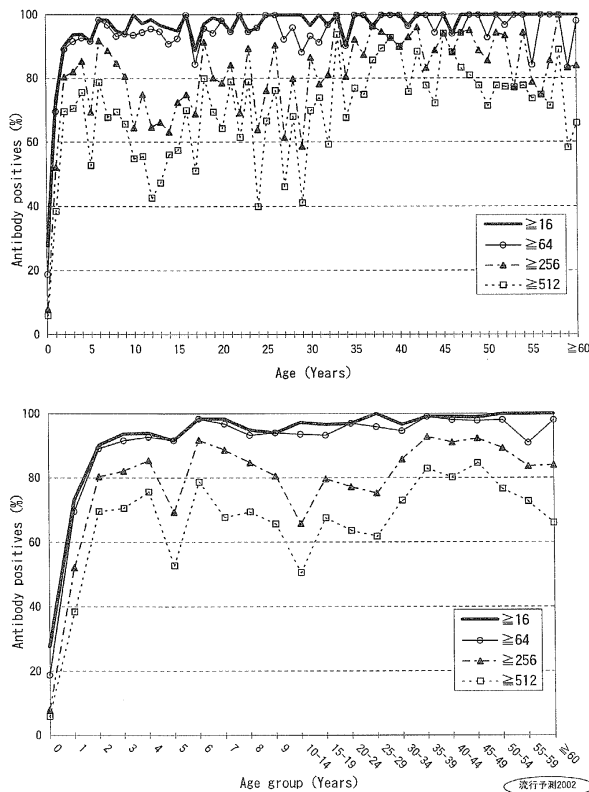 Antibody positives (%)
100
80
60
40
20
0
≧16
≧64
≧256
≧512
0 5 10 15 20 25 30 35 40 45 50 55 ≧60
Age (Years)
Antibody positives (%)
100
80
60
40
20
0
≧16
≧64
≧256
≧512
0 1 2 3 4 5 6 7 8 9 10-14 15-19 20-24 25-29 30-34 35-39 40-44 45-49 50-54 55-59 ≧60
Age group (Years)
流行予測2002